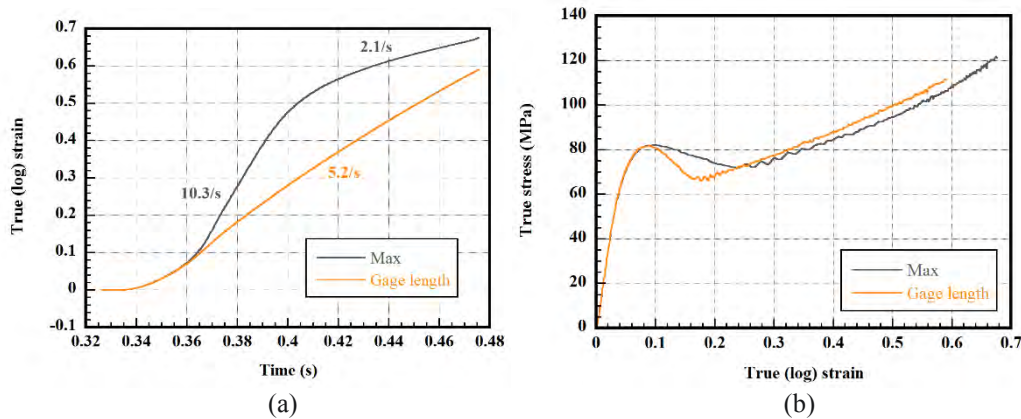 0.7
0.6
0.5
0.4
0.3
0.2
0.1
0
-0.1
True (log) strain
2.1/s
10.3/s
5.2/s
Max
Gage length
0.32 0.34 0.36 0.38 0.4 0.42 0.44 0.46 0.48
Time (s)
(a)
140
120
100
80
60
40
20
0
True stress (MPa)
Max
Gage length
0 0.1 0.2 0.3 0.4 0.5 0.6 0.7
True (log) strain
(b)